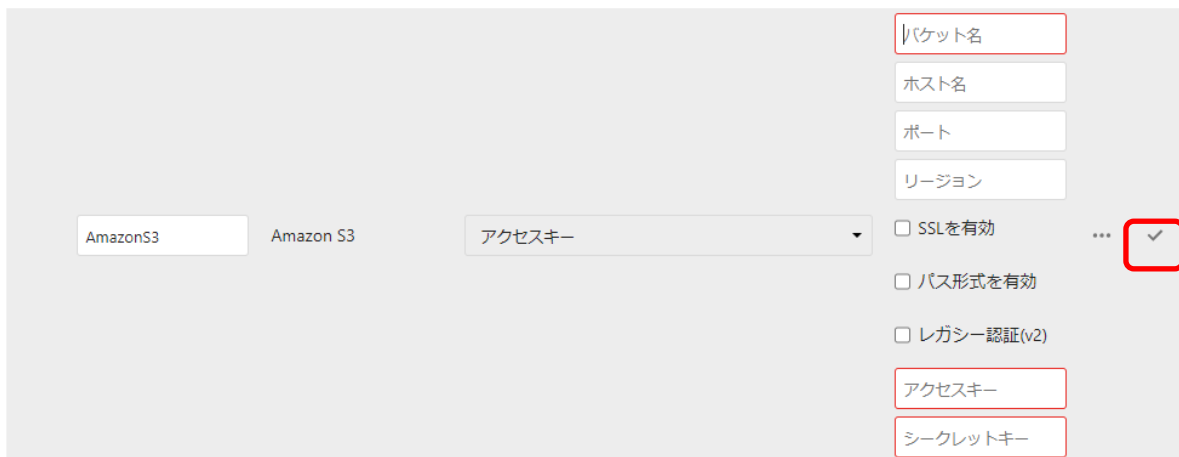 バケット名
ホスト名
ポート
リージョン
AmazonS3 Amazon S3 アクセスキー SSLを有効
パス形式を有効
レガシー認証(v2)
アクセスキー
シークレットキー